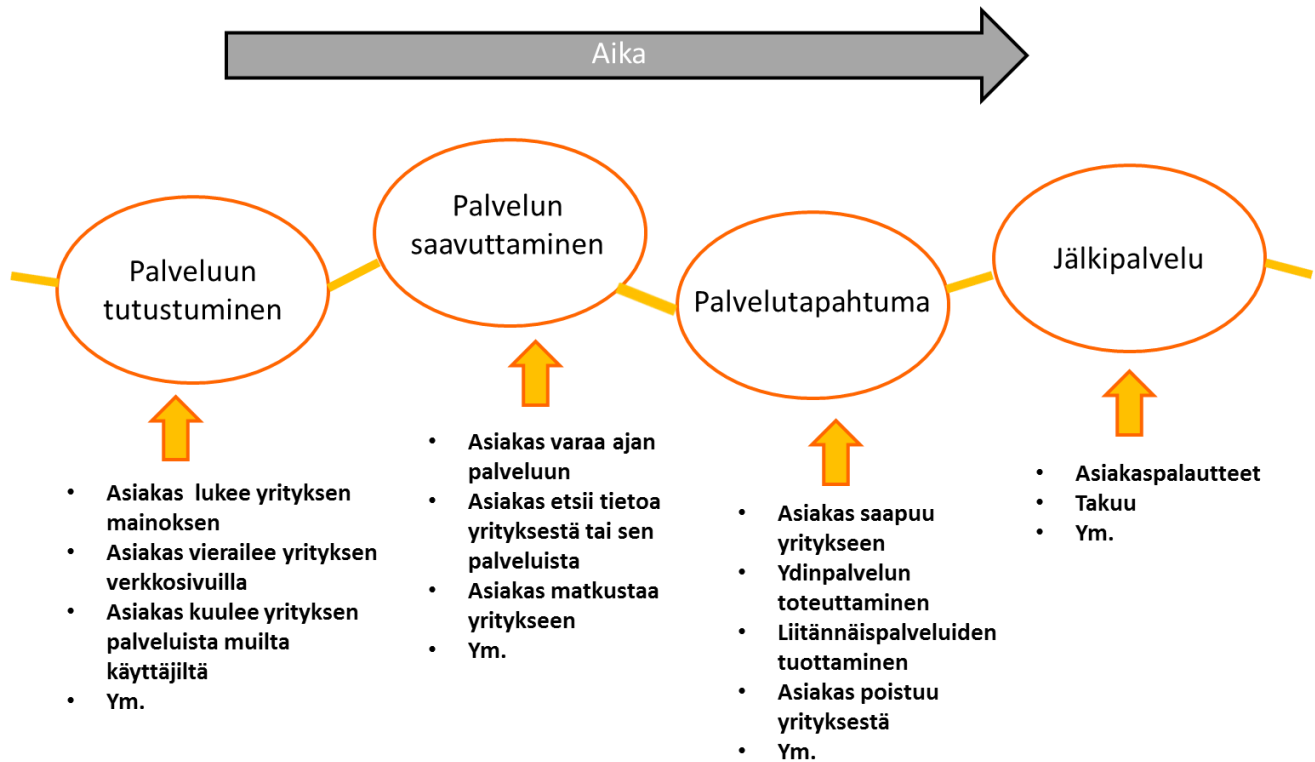 Aika
Palveluun
tutustuminen
Palvelun
saavuttaminen
Palvelutapahtuma
Jälkipalvelu
• Asiakas lukee yrityksen
mainoksen
• Asiakas vierailee yrityksen
verkkosivuilla
• Asiakas kuulee yrityksen
palveluista muilta
käyttäjiltä
• Ym.
• Asiakas varaa ajan
palveluun
• Asiakas etsii tietoa
yrityksestä tai sen
palveluista
• Asiakas matkustaa
yritykseen
• Ym.
• Asiakas saapuu
yritykseen
• Ydinpalvelun
toteuttaminen
• Liitännäispalveluiden
tuottaminen
• Asiakas poistuu
yrityksestä
• Ym.
• Asiakaspalautteet
• Takuu
• Ym.